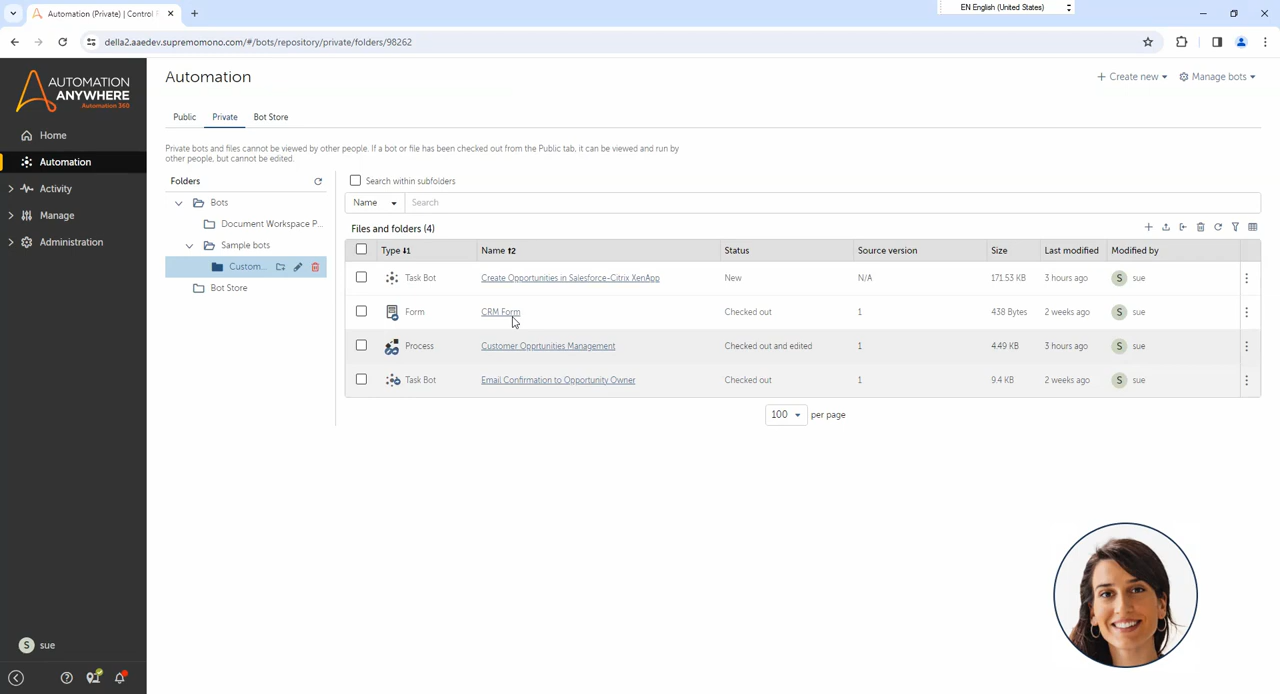 EN English (United States)
Automation (Private) | Control
della2.aaedev.supremomono.com/#/bots/repository/private/folders/98262
AUTOMATION
ANYWHERE
Automation 360
Home
Automation
Activity
Manage
Administration
S sue
Automation
Create new
Manage bots
Public Private Bot Store
Private bots and files cannot be viewed by other people. If a bot or file has been checked out from the Public tab, it can be viewed and run by
other people, but cannot be edited.
Folders
Bots
Document Workspace P...
Sample bots
Custom...
Bot Store
Search within subfolders
Name Search
Files and folders (4)
Type Name Status Source version Size Last modified Modified by
Task Bot Create Opportunities in Salesforce-Citrix XenApp New N/A 171.53 KB 3 hours ago S sue
Form CRM Form Checked out 1 438 Bytes 2 weeks ago S sue
Process Customer Opprtunities Management Checked out and edited 1 4.49 KB 3 hours ago S sue
Task Bot Email Confirmation to Opportunity Owner Checked out 1 9.4 KB 2 weeks ago S sue
100 per page